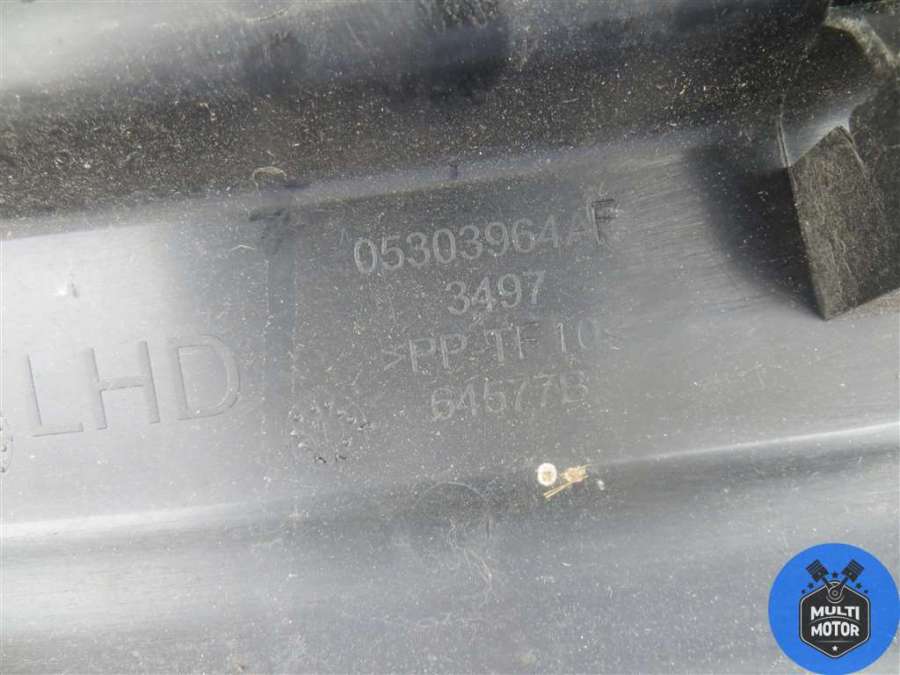 05303964AF
3497
>PP-TF10<
64577B
LHD
MULTI
MOTOR